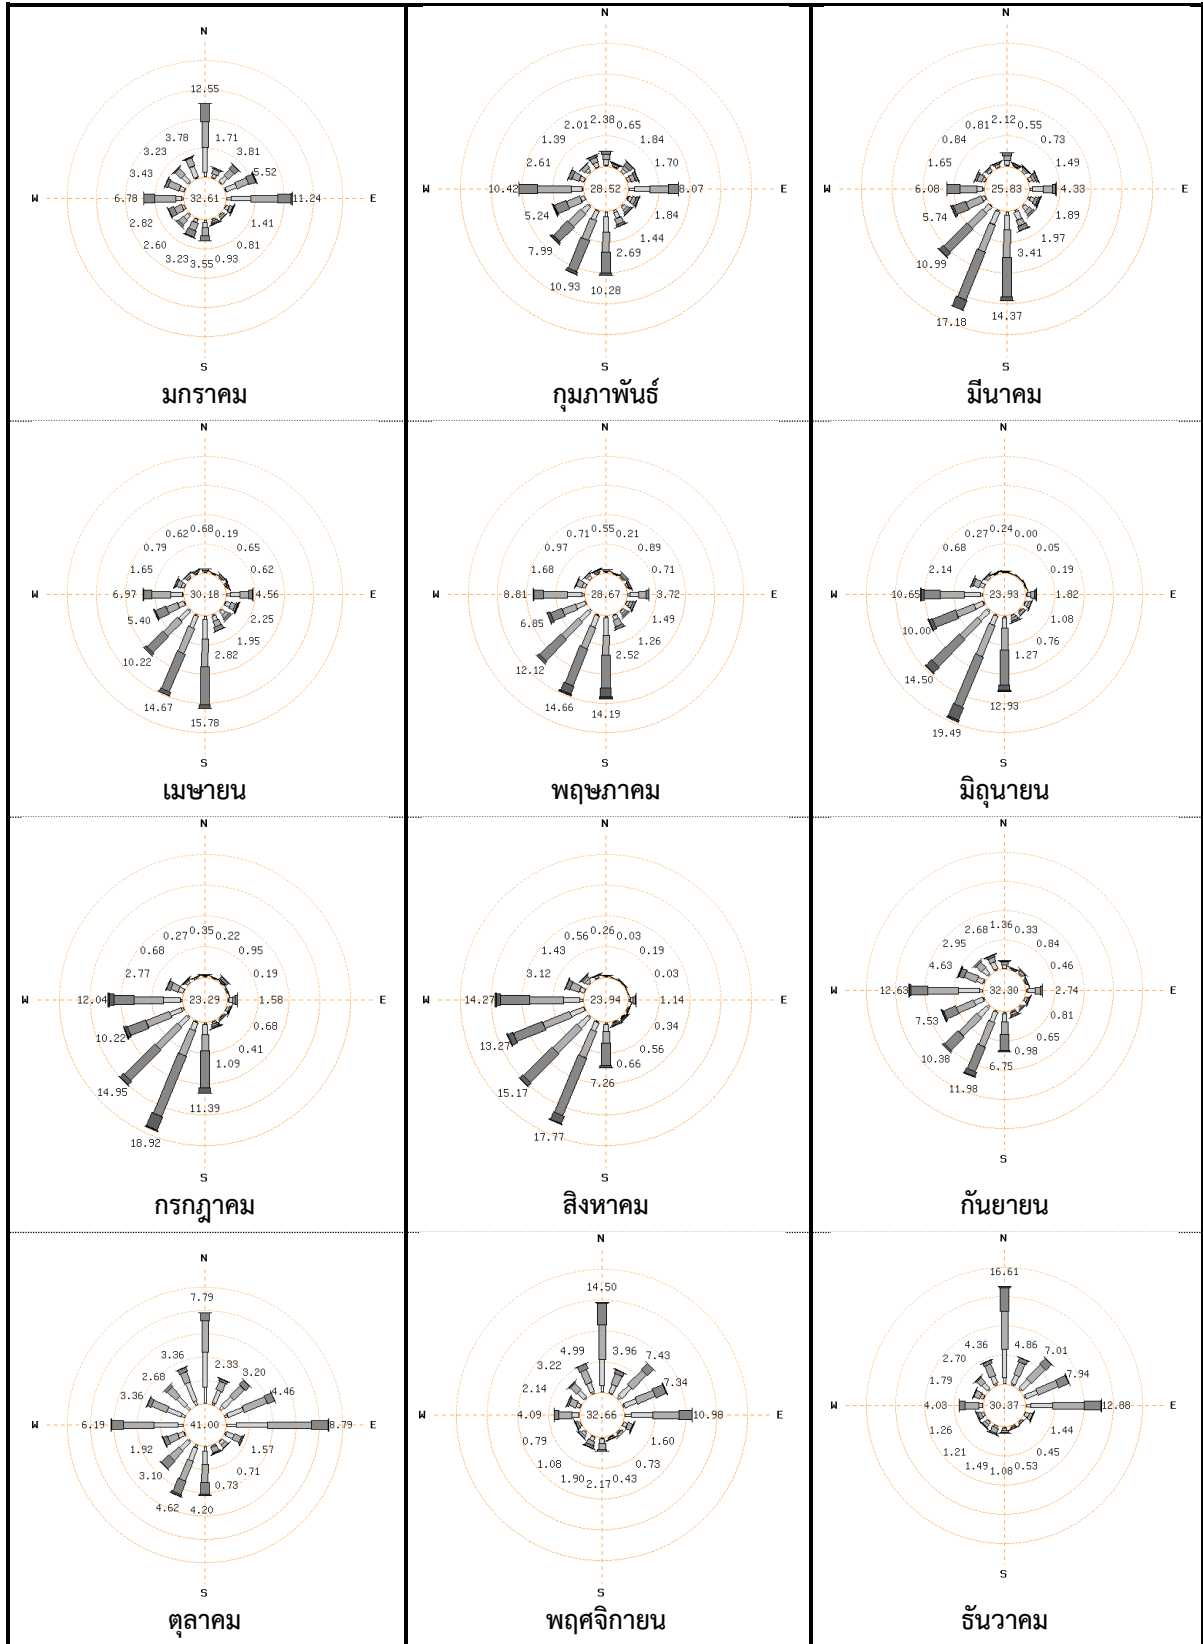 N
12.55
3.78 1.71
3.23 3.81
3.43 5.52
W 6.78 32.61 11.24 E
2.82 1.41
2.60 0.81
3.23 3.55 0.93
S
มกราคม
N
2.01 2.38 0.65
1.39 1.84
2.61 1.70
W 10.42 28.52 8.07 E
5.24 1.84
7.99 1.44
10.93 2.69
10.28
S
กุมภาพันธ์
N
0.81 2.12 0.55
0.84 0.73
1.65 1.49
W 6.08 25.83 4.33 E
5.74 1.89
10.99 1.97
17.18 3.41
14.37
S
มีนาคม
N
0.62 0.68 0.19
0.79 0.65
1.65 0.62
W 6.97 30.18 4.56 E
5.40 2.25
10.22 1.95
14.67 2.82
15.78
S
เมษายน
N
0.71 0.55 0.21
0.97 0.89
1.68 0.71
W 8.81 28.67 3.72 E
6.85 1.49
12.12 1.26
14.66 2.52
14.19
S
พฤษภาคม
N
0.27 0.24 0.00
0.68 0.05
2.14 0.19
W 10.65 23.93 1.82 E
10.00 1.08
14.50 0.76
19.49 1.27
12.93
S
มิถุนายน
N
0.27 0.35 0.22
0.68 0.95
2.77 0.19
W 12.04 23.29 1.58 E
10.22 0.68
14.95 0.41
18.92 1.09
11.39
S
กรกฎาคม
N
0.56 0.26 0.03
1.43 0.19
3.12 0.03
W 14.27 23.94 1.14 E
13.27 0.34
15.17 0.56
17.77 0.66
7.26
S
สิงหาคม
N
2.68 1.36 0.33
2.95 0.84
4.63 0.46
W 12.63 32.30 2.74 E
7.53 0.81
10.38 0.65
11.98 0.98
6.75
S
กันยายน
N
7.79
3.36 2.33
2.68 3.20
3.36 4.46
W 6.19 41.00 8.79 E
1.92 1.57
3.10 0.71
4.62 0.73
4.20
S
ตุลาคม
N
14.50
4.99 3.96
3.22 7.43
2.14 7.34
W 4.09 32.66 10.98 E
0.79 1.60
1.08 0.73
1.90 2.17 0.43
S
พฤศจิกายน
N
16.61
4.36 4.86
2.70 7.01
1.79 7.94
W 4.03 30.37 12.88 E
1.26 1.44
1.21 0.45
1.49 1.08 0.53
S
ธันวาคม